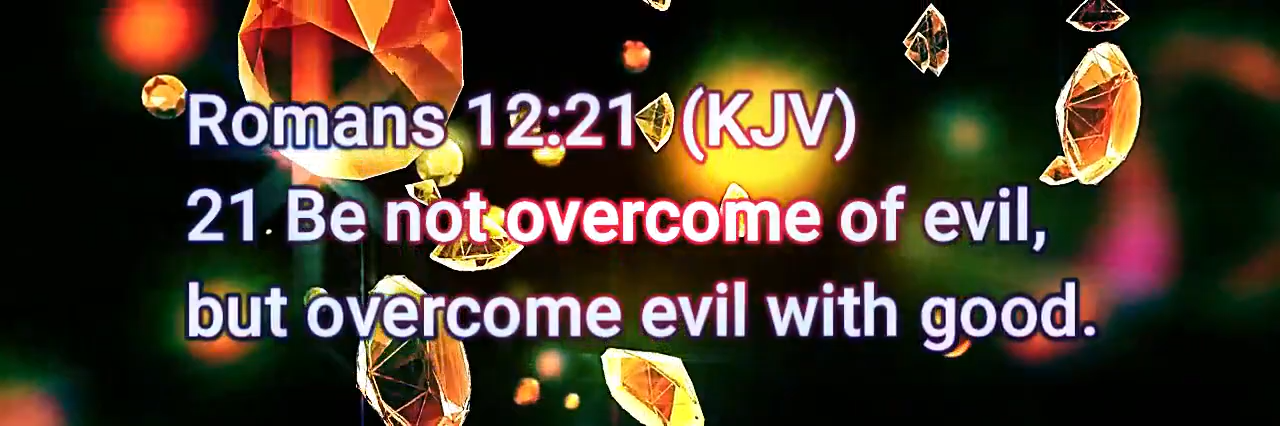 Romans 12:21 (KJV)
21 Be not overcome of evil,
but overcome evil with good.